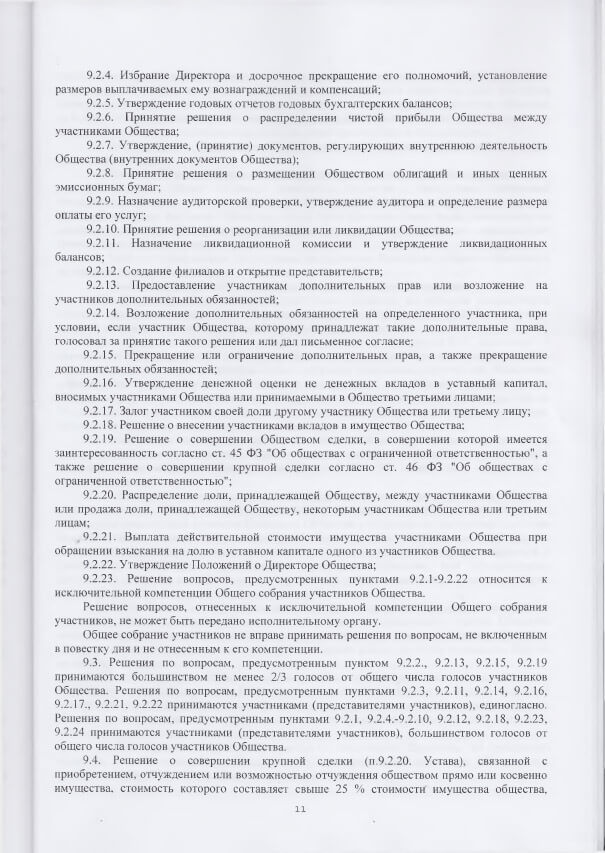 9.2.4. Избрание Директора и досрочное прекращение его полномочий, установление
размеров выплачиваемых ему вознаграждений и компенсаций;
9.2.5. Утверждение годовых отчетов годовых бухгалтерских балансов;
9.2.6. Принятие решения о распределении чистой прибыли Общества между
участниками Общества;
9.2.7. Утверждение, (принятие) документов, регулирующих внутреннюю деятельность
Общества (внутренних документов Общества);
9.2.8. Принятие решения о размещении Обществом облигаций и иных ценных
эмиссионных бумаг;
9.2.9. Назначение аудиторской проверки, утверждение аудитора и определение размера
оплаты его услуг;
9.2.10. Принятие решения о реорганизации или ликвидации Общества;
9.2.11. Назначение ликвидационной комиссии и утверждение ликвидационных
балансов;
9.2.12. Создание филиалов и открытие представительств;
9.2.13. Предоставление участникам дополнительных прав или возложение на
участников дополнительных обязанностей;
9.2.14. Возложение дополнительных обязанностей на определенного участника, при
условии, если участник Общества, которому принадлежат такие дополнительные права,
голосовал за принятие такого решения или дал письменное согласие;
9.2.15. Прекращение или ограничение дополнительных прав, а также прекращение
дополнительных обязанностей;
9.2.16. Утверждение денежной оценки не денежных вкладов в уставный капитал,
вносимых участниками Общества или принимаемыми в Общество третьими лицами;
9.2.17. Залог участником своей доли другому участнику Общества или третьему лицу;
9.2.18. Решение о внесении участниками вкладов в имущество Общества;
9.2.19. Решение о совершении Обществом сделки, в совершении которой имеется
заинтересованность согласно ст. 45 ФЗ "Об обществах с ограниченной ответственностью", а
также решение о совершении крупной сделки согласно ст. 46 ФЗ "Об обществах с
ограниченной ответственностью";
9.2.20. Распределение доли, принадлежащей Обществу, между участниками Общества
или продажа доли, принадлежащей Обществу, некоторым участникам Общества или третьим
лицам;
9.2.21. Выплата действительной стоимости имущества участниками Общества при
обращении взыскания на долю в уставном капитале одного из участников Общества.
9.2.22. Утверждение Положений о Директоре Общества;
9.2.23. Решение вопросов, предусмотренных пунктами 9.2.1-9.2.22 относится к
исключительной компетенции Общего собрания участников Общества.
Решение вопросов, отнесенных к исключительной компетенции Общего собрания
участников, не может быть передано исполнительному органу.
Общее собрание участников не вправе принимать решения по вопросам, не включенным
в повестку дня и не отнесенным к его компетенции.
9.3. Решения по вопросам, предусмотренным пунктом 9.2.2., 9.2.13, 9.2.15, 9.2.19
принимаются большинством не менее 2/3 голосов от общего числа голосов участников
Общества. Решения по вопросам, предусмотренным пунктами 9.2.3, 9.2.11, 9.2.14, 9.2.16,
9.2.17., 9.2.21, 9.2.22 принимаются участниками (представителями участников), единогласно.
Решения по вопросам, предусмотренным пунктами 9.2.1, 9.2.4.-9.2.10, 9.2.12, 9.2.18, 9.2.23,
9.2.24 принимаются участниками (представителями участников), большинством голосов от
общего числа голосов участников Общества.
9.4. Решение о совершении крупной сделки (п.9.2.20. Устава), связанной с
приобретением, отчуждением или возможностью отчуждения обществом прямо или косвенно
имущества, стоимость которого составляет свыше 25 % стоимости имущества общества,
11